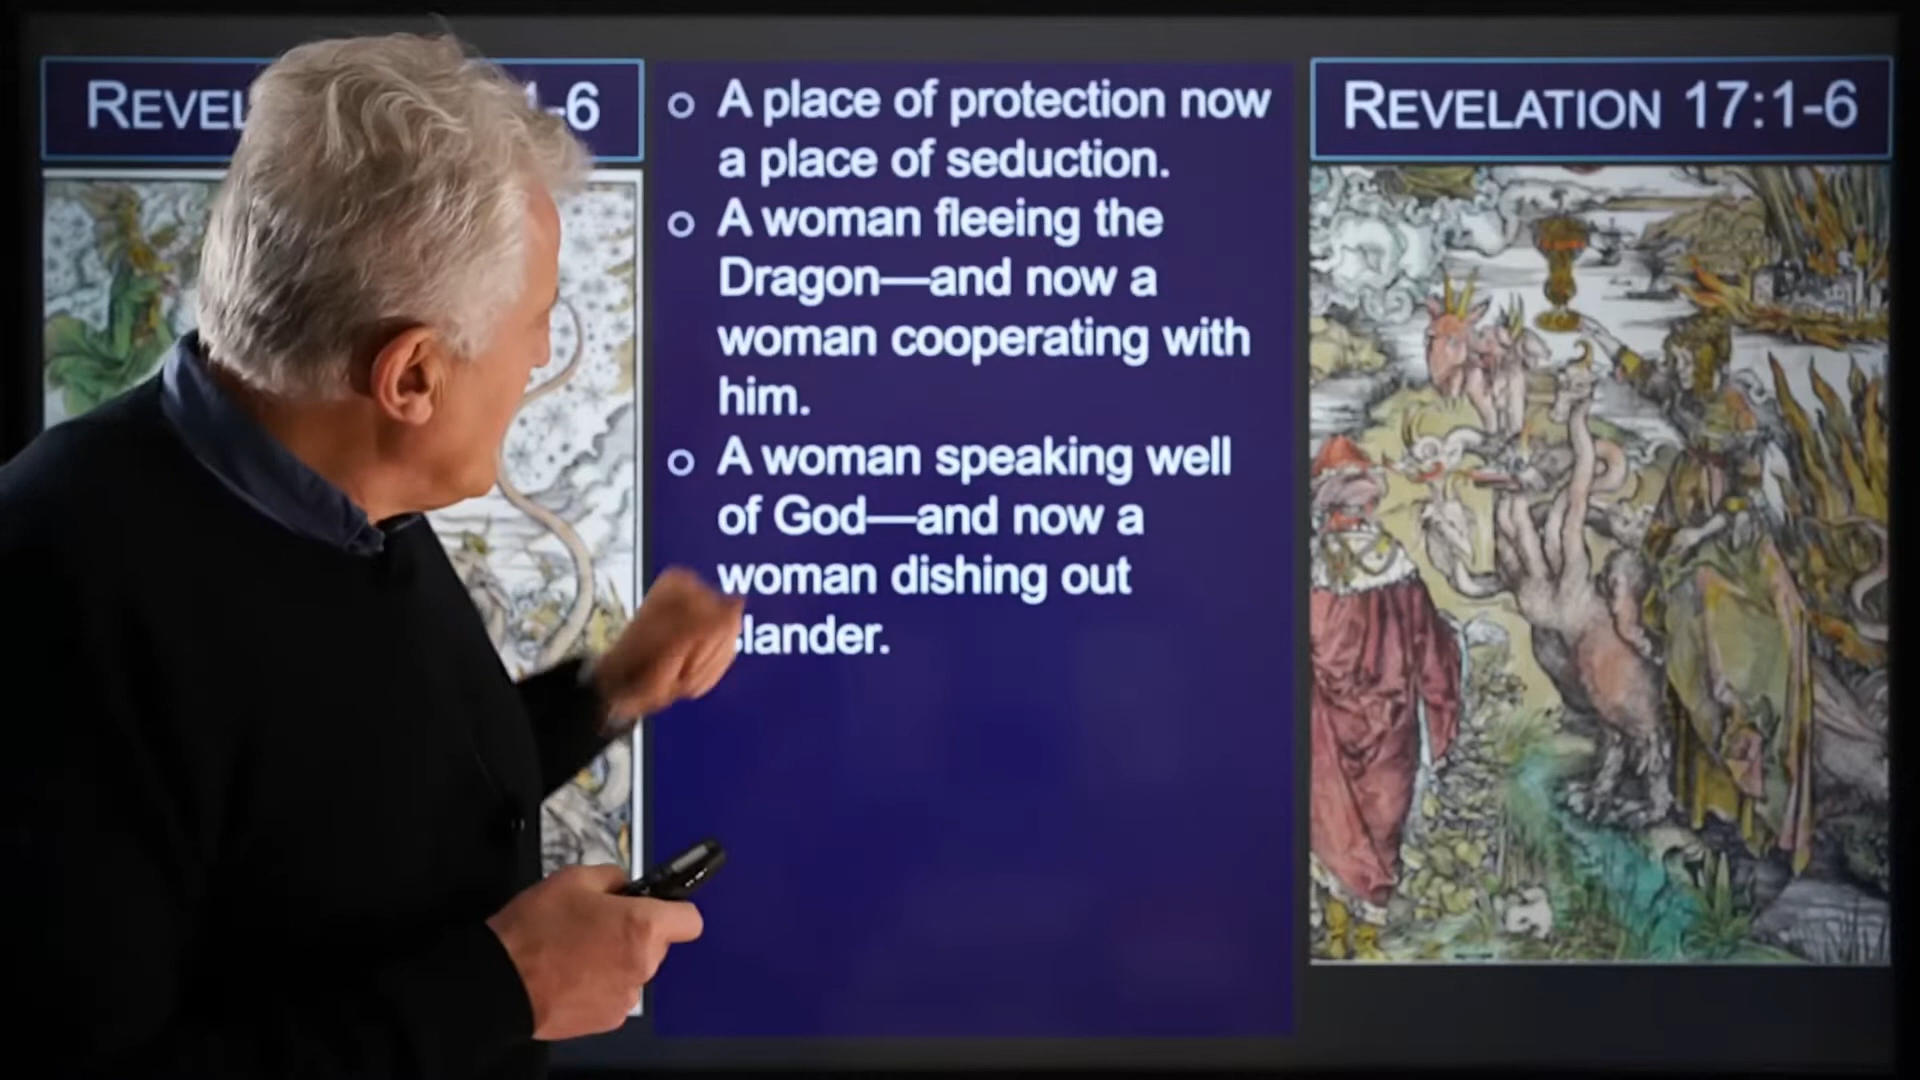 REVEL -6
A place of protection now
a place of seduction.
A woman fleeing the
Dragon—and now a
woman cooperating with
him.
A woman speaking well
of God—and now a
woman dishing out
slander.
REVELATION 17:1-6